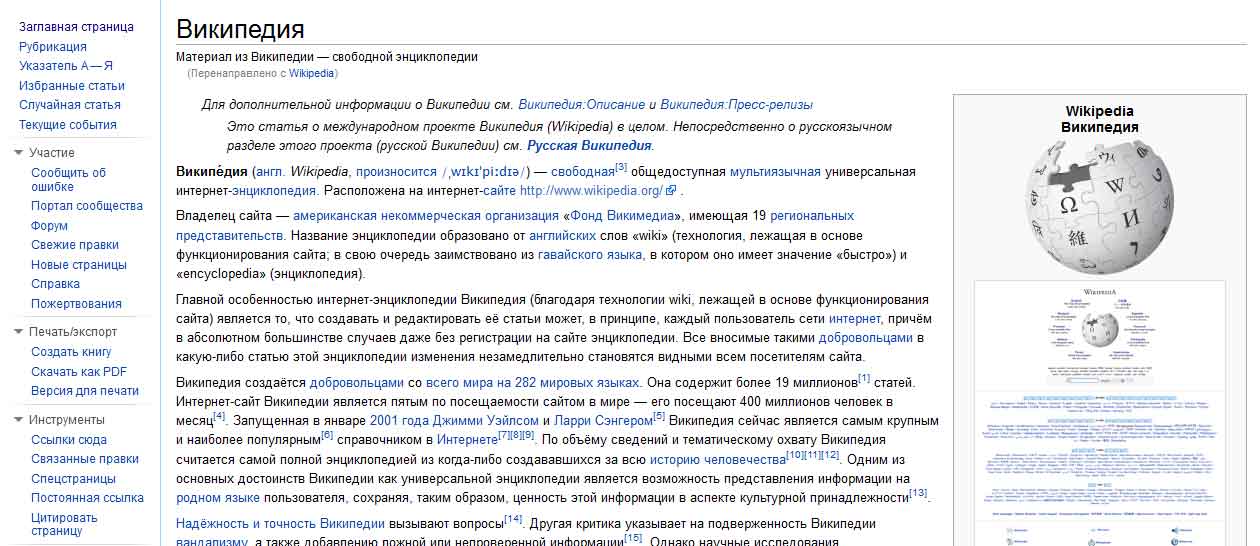 Заглавная страница
Рубрикация
Указатель А — Я
Избранные статьи
Случайная статья
Текущие события
Участие
Сообщить об
ошибке
Портал сообщества
Форум
Свежие правки
Новые страницы
Справка
Пожертвования
Печать/экспорт
Создать книгу
Скачать как PDF
Версия для печати
Инструменты
Ссылки сюда
Связанные правки
Спецстраницы
Постоянная ссылка
Цитировать
страницу
Википедия
Материал из Википедии — свободной энциклопедии
(Перенаправлено с Wikipedia)
Для дополнительной информации о Википедии см. Википедия:Описание и Википедия:Пресс-релизы
Это статья о международном проекте Википедия (Wikipedia) в целом. Непосредственно о русскоязычном
разделе этого проекта (русской Википедии) см. Русская Википедия.
Википе́дия (англ. Wikipedia, произносится /ˌwɪkɪˈpiːdɪə/) — свободная[3] общедоступная мультиязычная универсальная
интернет-энциклопедия. Расположена на интернет-сайте http://www.wikipedia.org/ .
Владелец сайта — американская некоммерческая организация «Фонд Викимедиа», имеющая 19 региональных
представительств. Название энциклопедии образовано от английских слов «wiki» (технология, лежащая в основе
функционирования сайта; в свою очередь заимствовано из гавайского языка, в котором оно имеет значение «быстро») и
«encyclopedia» (энциклопедия).
Главной особенностью интернет-энциклопедии Википедия (благодаря технологии wiki, лежащей в основе функционирования
сайта) является то, что создавать и редактировать её статьи может, в принципе, каждый пользователь сети интернет, причём
в абсолютном большинстве случаев даже без регистрации на сайте энциклопедии. Все вносимые такими добровольцами в
какую-либо статью этой энциклопедии изменения незамедлительно становятся видными всем посетителям сайта.
Википедия создаётся добровольцами со всего мира на 282 мировых языках. Она содержит более 19 миллионов[1] статей.
Интернет-сайт Википедии является пятым по посещаемости сайтом в мире — его посещают 400 миллионов человек в
месяц[4]. Запущенная в январе 2001 года Джимми Уэйлсом и Ларри Сэнгером[5] Википедия сейчас является самым крупным
и наиболее популярным[6] справочником в Интернете[7][8][9]. По объёму сведений и тематическому охвату Википедия
считается самой полной энциклопедией из когда-либо создававшихся за всю историю человечества[10][11][12]. Одним из
основных достоинств Википедии как универсальной энциклопедии является возможность представления информации на
родном языке пользователя, сохраняя, таким образом, ценность этой информации в аспекте культурной принадлежности[13].
Надёжность и точность Википедии вызывают вопросы[14]. Другая критика указывает на подверженность Википедии
вандализму, а также добавлению ложной или непроверенной информации[15]. Однако научные исследования
Wikipedia
Википедия
Ω W И
維
WIKIPEDIA